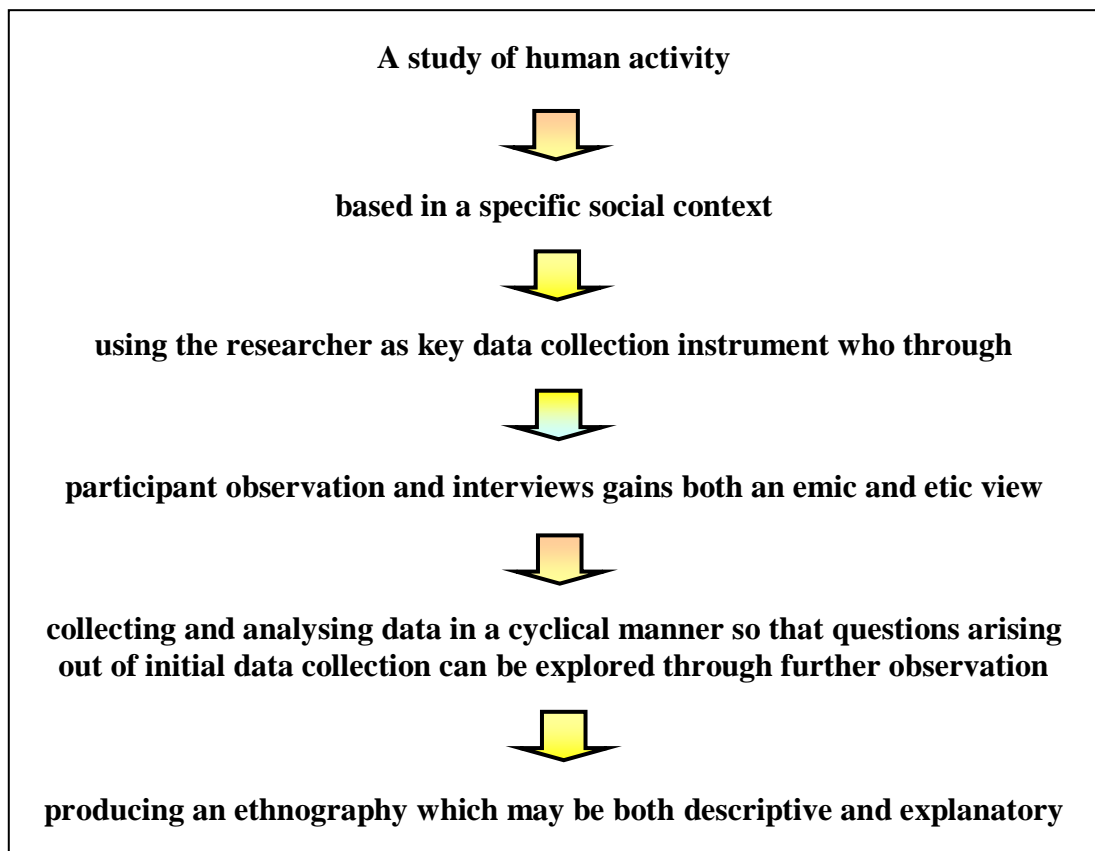 A study of human activity
based in a specific social context
using the researcher as key data collection instrument who through
participant observation and interviews gains both an emic and etic view
collecting and analysing data in a cyclical manner so that questions arising
out of initial data collection can be explored through further observation
producing an ethnography which may be both descriptive and explanatory